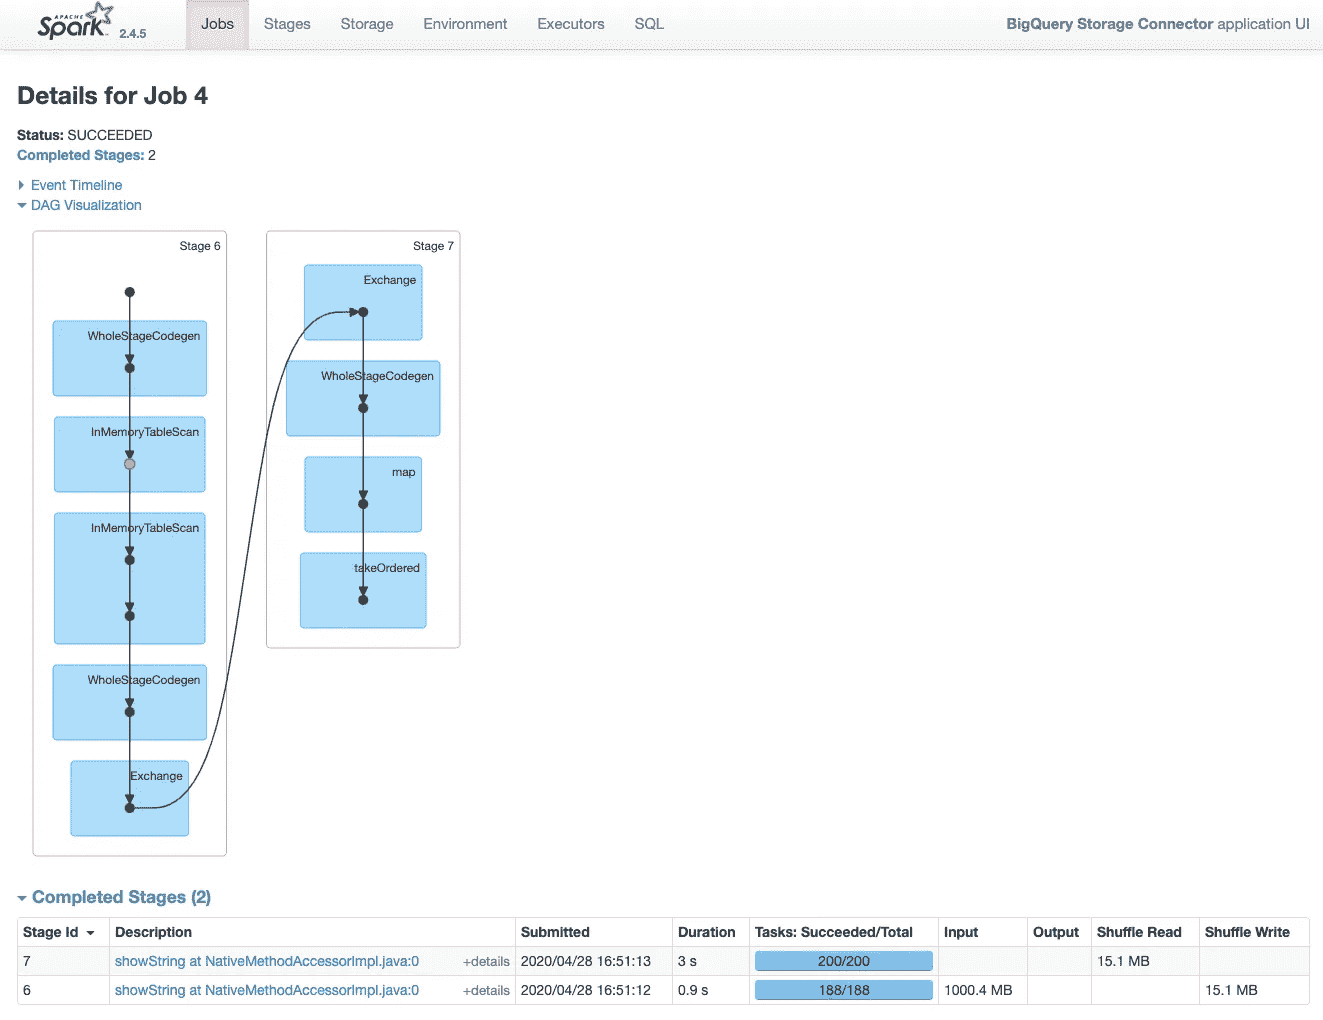 APACHE
Spark 2.4.5 Jobs Stages Storage Environment Executors SQL BigQuery Storage Connector application UI
Details for Job 4
Status: SUCCEEDED
Completed Stages: 2
Event Timeline
DAG Visualization
Stage 6
WholeStageCodegen
InMemoryTableScan
InMemoryTableScan
WholeStageCodegen
Exchange
Stage 7
Exchange
WholeStageCodegen
map
takeOrdered
Completed Stages (2)
Stage Id Description Submitted Duration Tasks: Succeeded/Total Input Output Shuffle Read Shuffle Write
7 showString at NativeMethodAccessorImpl.java:0 +details 2020/04/28 16:51:13 3 s 200/200 15.1 MB
6 showString at NativeMethodAccessorImpl.java:0 +details 2020/04/28 16:51:12 0.9 s 188/188 1000.4 MB 15.1 MB